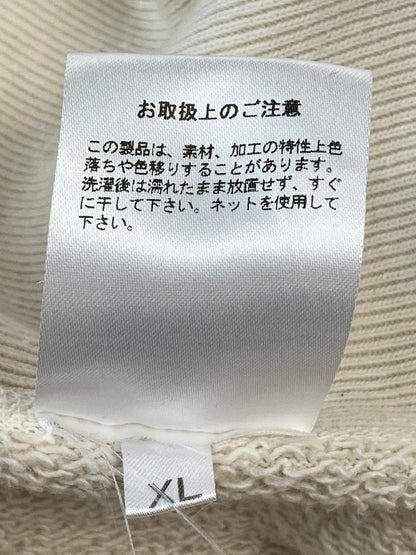 お取扱上のご注意
この製品は、素材、加工の特性上色
落ちや色移りすることがあります。
洗濯後は濡れたまま放置せず、すぐ
に干して下さい。ネットを使用して
下さい。
XL